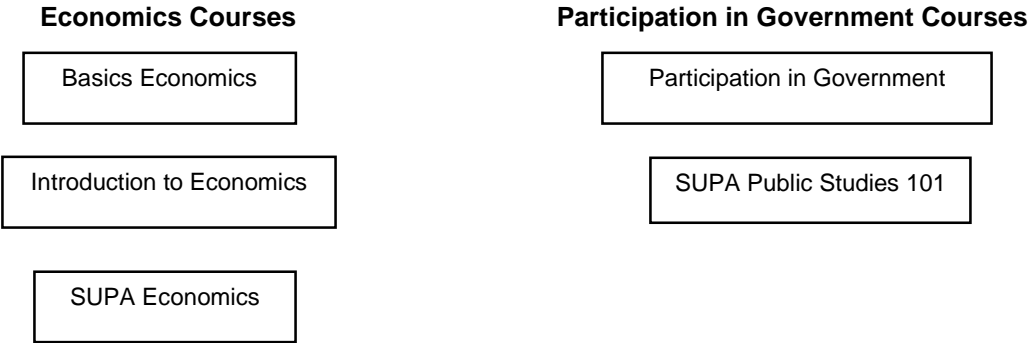 Economics Courses
Basics Economics
Introduction to Economics
SUPA Economics
Participation in Government Courses
Participation in Government
SUPA Public Studies 101